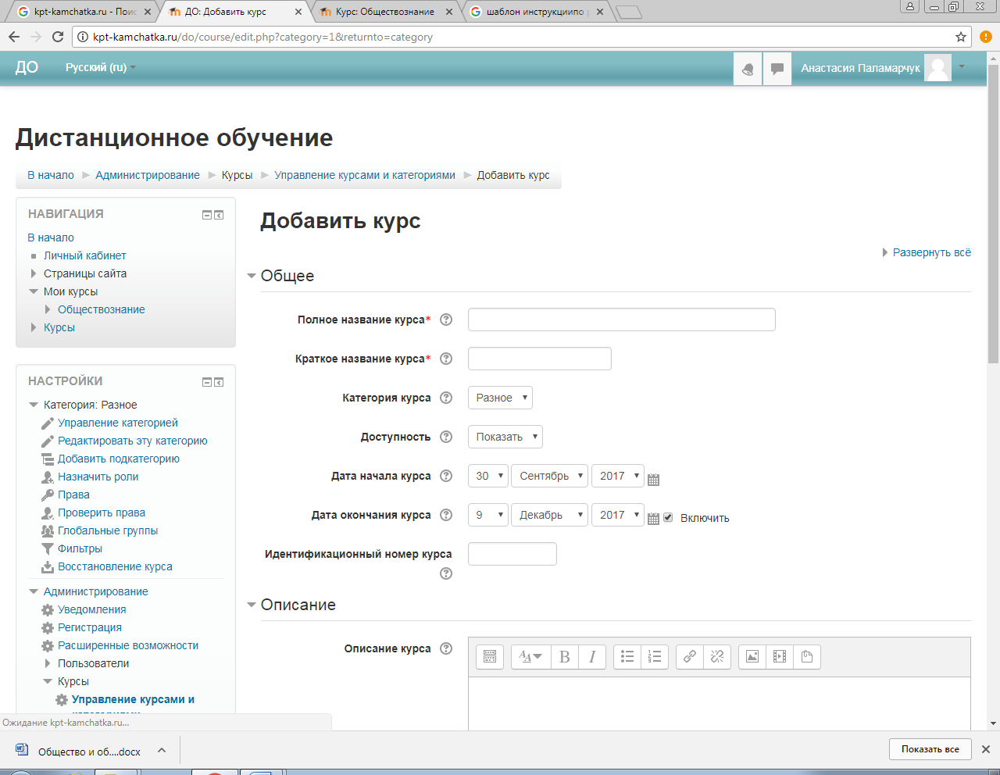 kpt-kamchatka.ru - Поис
ДО: Добавить курс
Курс: Обществознание
шаблон инструкциипо
kpt-kamchatka.ru/do/course/edit.php?category=1&returnto=category
ДО
Русский (ru)
Анастасия Паламарчук
Дистанционное обучение
В начало
Администрирование
Курсы
Управление курсами и категориями
Добавить курс
НАВИГАЦИЯ
В начало
Личный кабинет
Страницы сайта
Мои курсы
Обществознание
Курсы
НАСТРОЙКИ
Категория: Разное
Управление категорией
Редактировать эту категорию
Добавить подкатегорию
Назначить роли
Права
Проверить права
Глобальные группы
Фильтры
Восстановление курса
Администрирование
Уведомления
Регистрация
Расширенные возможности
Пользователи
Курсы
Управление курсами и
Добавить курс
Развернуть всё
Общее
Полное название курса*
Краткое название курса*
Категория курса Разное
Доступность Показать
Дата начала курса 30 Сентябрь 2017
Дата окончания курса 9 Декабрь 2017 Включить
Идентификационный номер курса
Описание
Описание курса
Ожидание kpt-kamchatka.ru...
Общество и об....docx
Показать все